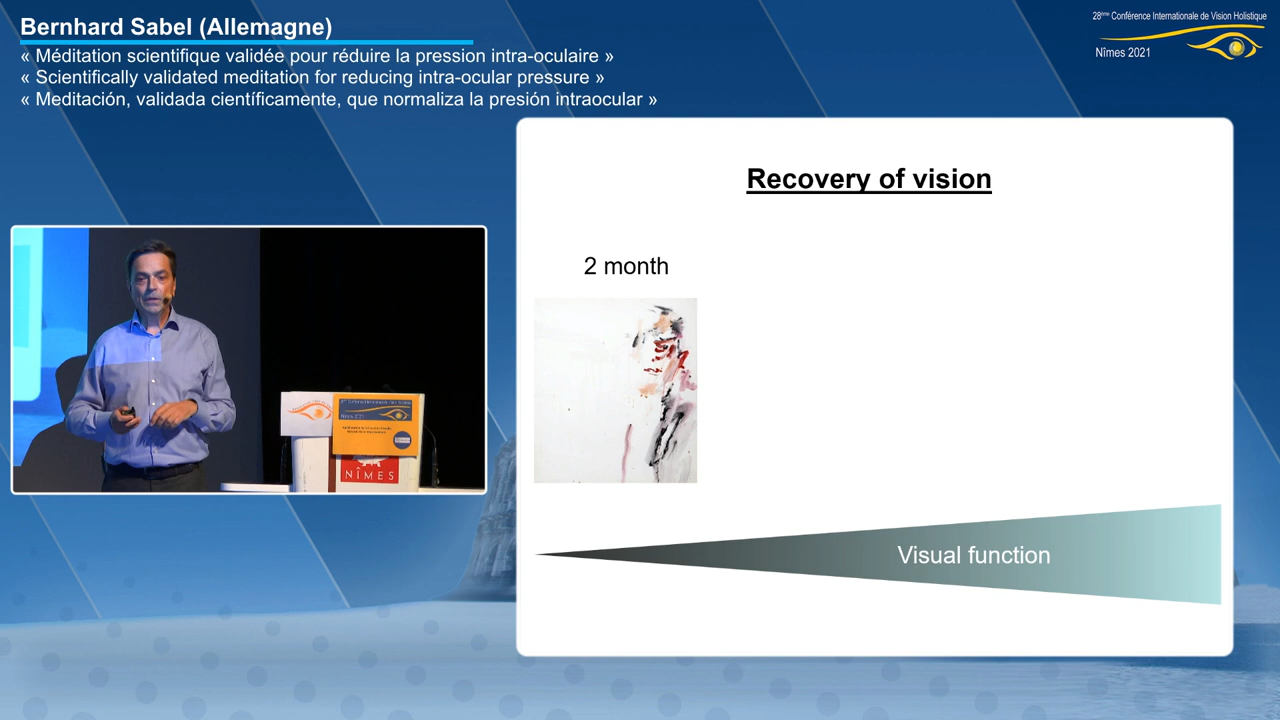 Bernhard Sabel (Allemagne)
« Méditation scientifique validée pour réduire la pression intra-oculaire »
« Scientifically validated meditation for reducing intra-ocular pressure »
« Meditación, validada científicamente, que normaliza la presión intraocular »
28ème Conférence Internationale de Vision Holistique
Nîmes 2021
Recovery of vision
2 month
Visual function
NÎMES